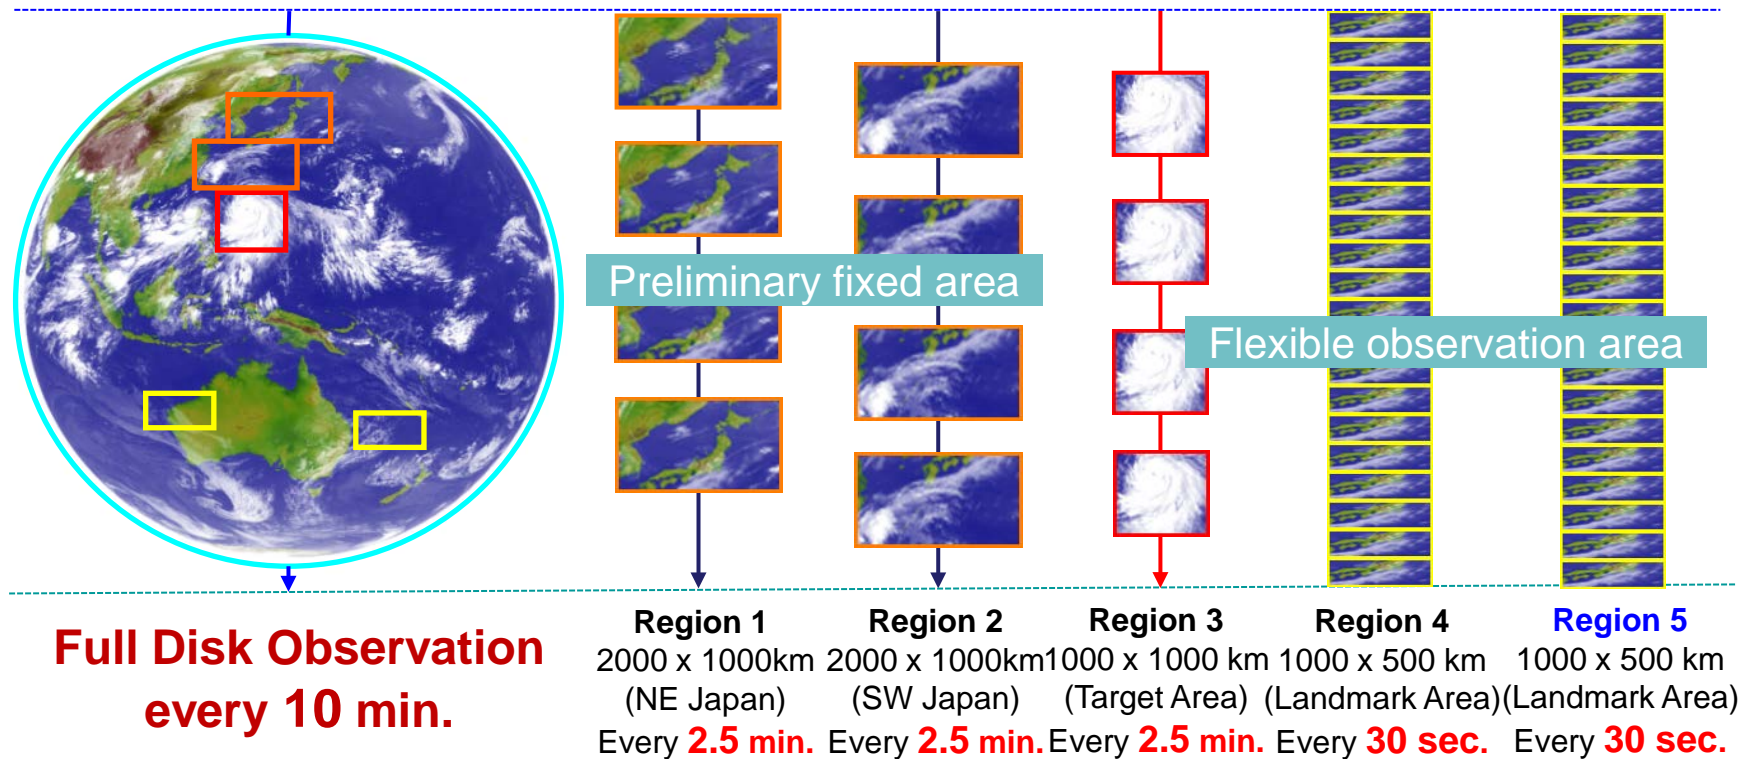 Preliminary fixed area
Flexible observation area
Full Disk Observation
every 10 min.
Region 1
2000 x 1000km
(NE Japan)
Every 2.5 min.
Region 2
2000 x 1000km
(SW Japan)
Every 2.5 min.
Region 3
1000 x 1000 km
(Target Area)
Every 2.5 min.
Region 4
1000 x 500 km
(Landmark Area)
Every 30 sec.
Region 5
1000 x 500 km
(Landmark Area)
Every 30 sec.